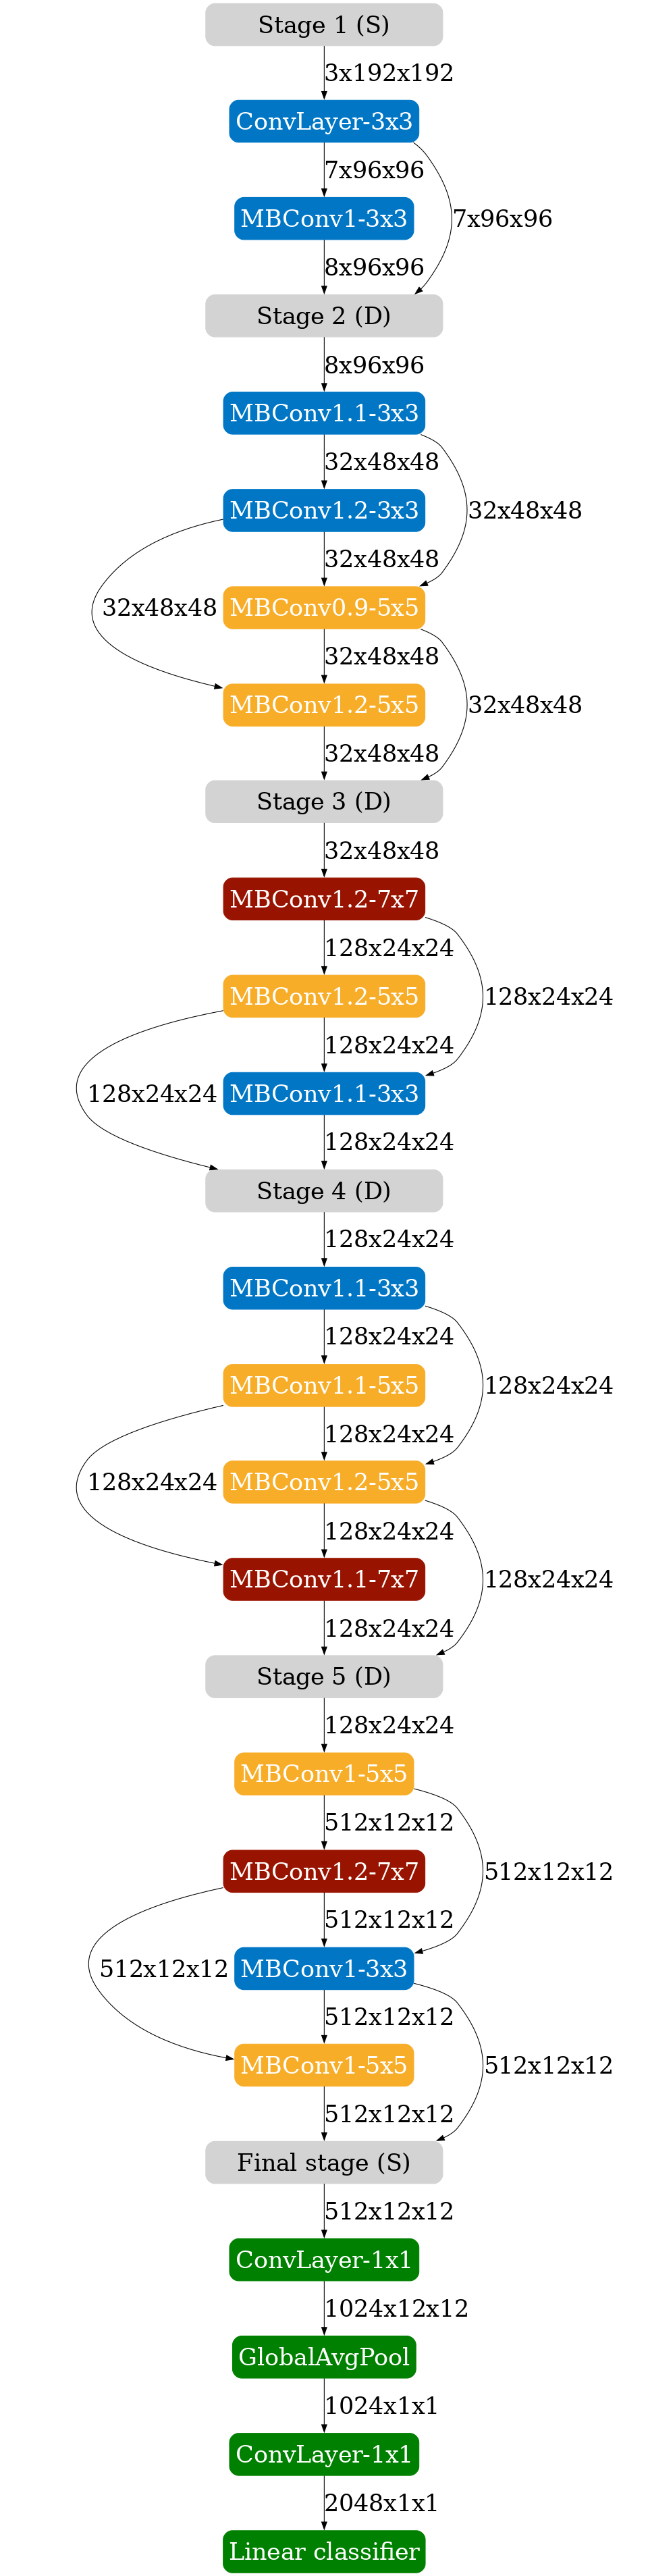 Stage 1 (S)
3x192x192
ConvLayer-3x3
7x96x96
MBConv1-3x3
7x96x96
8x96x96
Stage 2 (D)
8x96x96
MBConv1.1-3x3
32x48x48
MBConv1.2-3x3
32x48x48
32x48x48
MBConv0.9-5x5
32x48x48
32x48x48
MBConv1.2-5x5
32x48x48
32x48x48
Stage 3 (D)
32x48x48
MBConv1.2-7x7
128x24x24
MBConv1.2-5x5
128x24x24
128x24x24
MBConv1.1-3x3
128x24x24
128x24x24
Stage 4 (D)
128x24x24
MBConv1.1-3x3
128x24x24
MBConv1.1-5x5
128x24x24
128x24x24
MBConv1.2-5x5
128x24x24
128x24x24
MBConv1.1-7x7
128x24x24
128x24x24
Stage 5 (D)
128x24x24
MBConv1-5x5
512x12x12
MBConv1.2-7x7
512x12x12
512x12x12
MBConv1-3x3
512x12x12
512x12x12
MBConv1-5x5
512x12x12
512x12x12
Final stage (S)
512x12x12
ConvLayer-1x1
1024x12x12
GlobalAvgPool
1024x1x1
ConvLayer-1x1
2048x1x1
Linear classifier